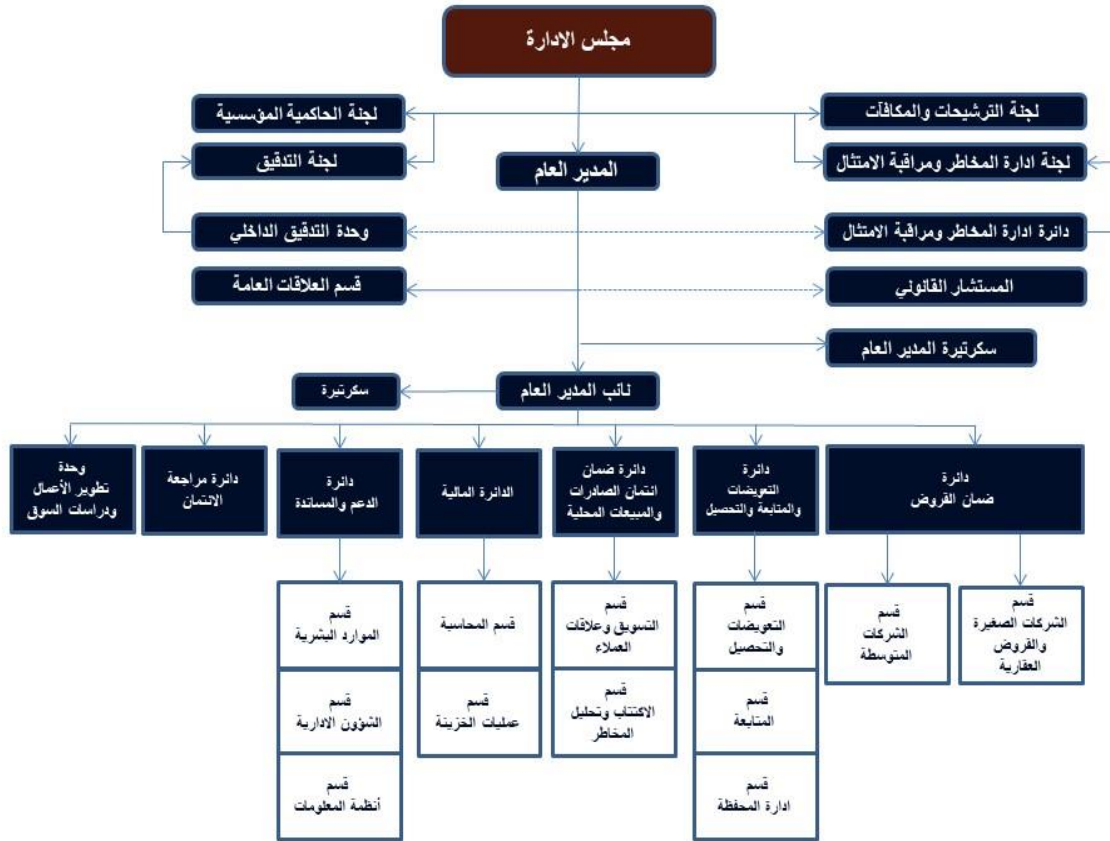 مجلس الادارة
لجنة الترشيحات والمكافآت
لجنة الحاكمية المؤسسية
لجنة ادارة المخاطر ومراقبة الامتثال
المدير العام
لجنة التدقيق
دائرة ادارة المخاطر ومراقبة الامتثال
وحدة التدقيق الداخلي
المستشار القانوني
قسم العلاقات العامة
سكرتيرة المدير العام
نائب المدير العام
سكرتيرة
دائرة
ضمان القروض
دائرة
التعويضات
والمتابعة والتحصيل
دائرة ضمان
ائتمان الصادرات
والمبيعات المحلية
الدائرة المالية
دائرة
الدعم والمساندة
دائرة مراجعة
الائتمان
وحدة
تطوير الأعمال
ودراسات السوق
قسم
الشركات الصغيرة
والقروض
العقارية
قسم
الشركات
المتوسطة
قسم
التعويضات
والتحصيل
قسم
التسويق وعلاقات
العملاء
قسم المحاسبة
قسم
الموارد البشرية
قسم
المتابعة
قسم
الاكتتاب وتحليل
المخاطر
قسم
عمليات الخزينة
قسم
الشؤون الادارية
قسم
ادارة المحفظة
قسم
أنظمة المعلومات